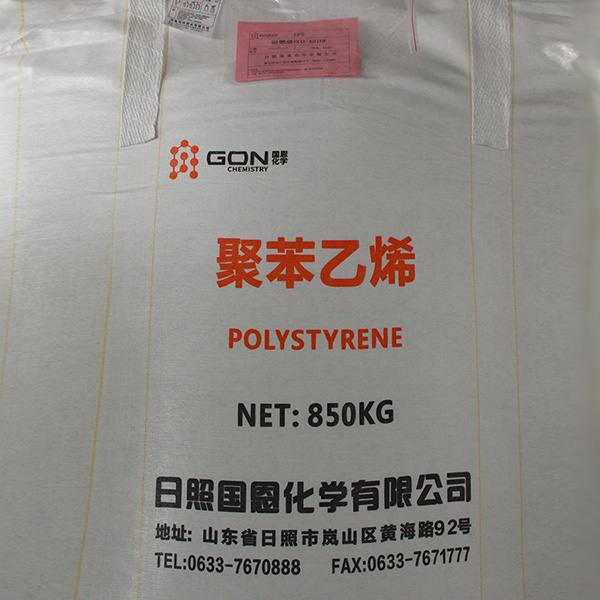 EPS
GON 国恩化学
CHEMISTRY
聚苯乙烯
POLYSTYRENE
NET: 850KG
日照国恩化学有限公司
地址: 山东省日照市岚山区黄海路92号
TEL:0633-7670888 FAX:0633-7671777